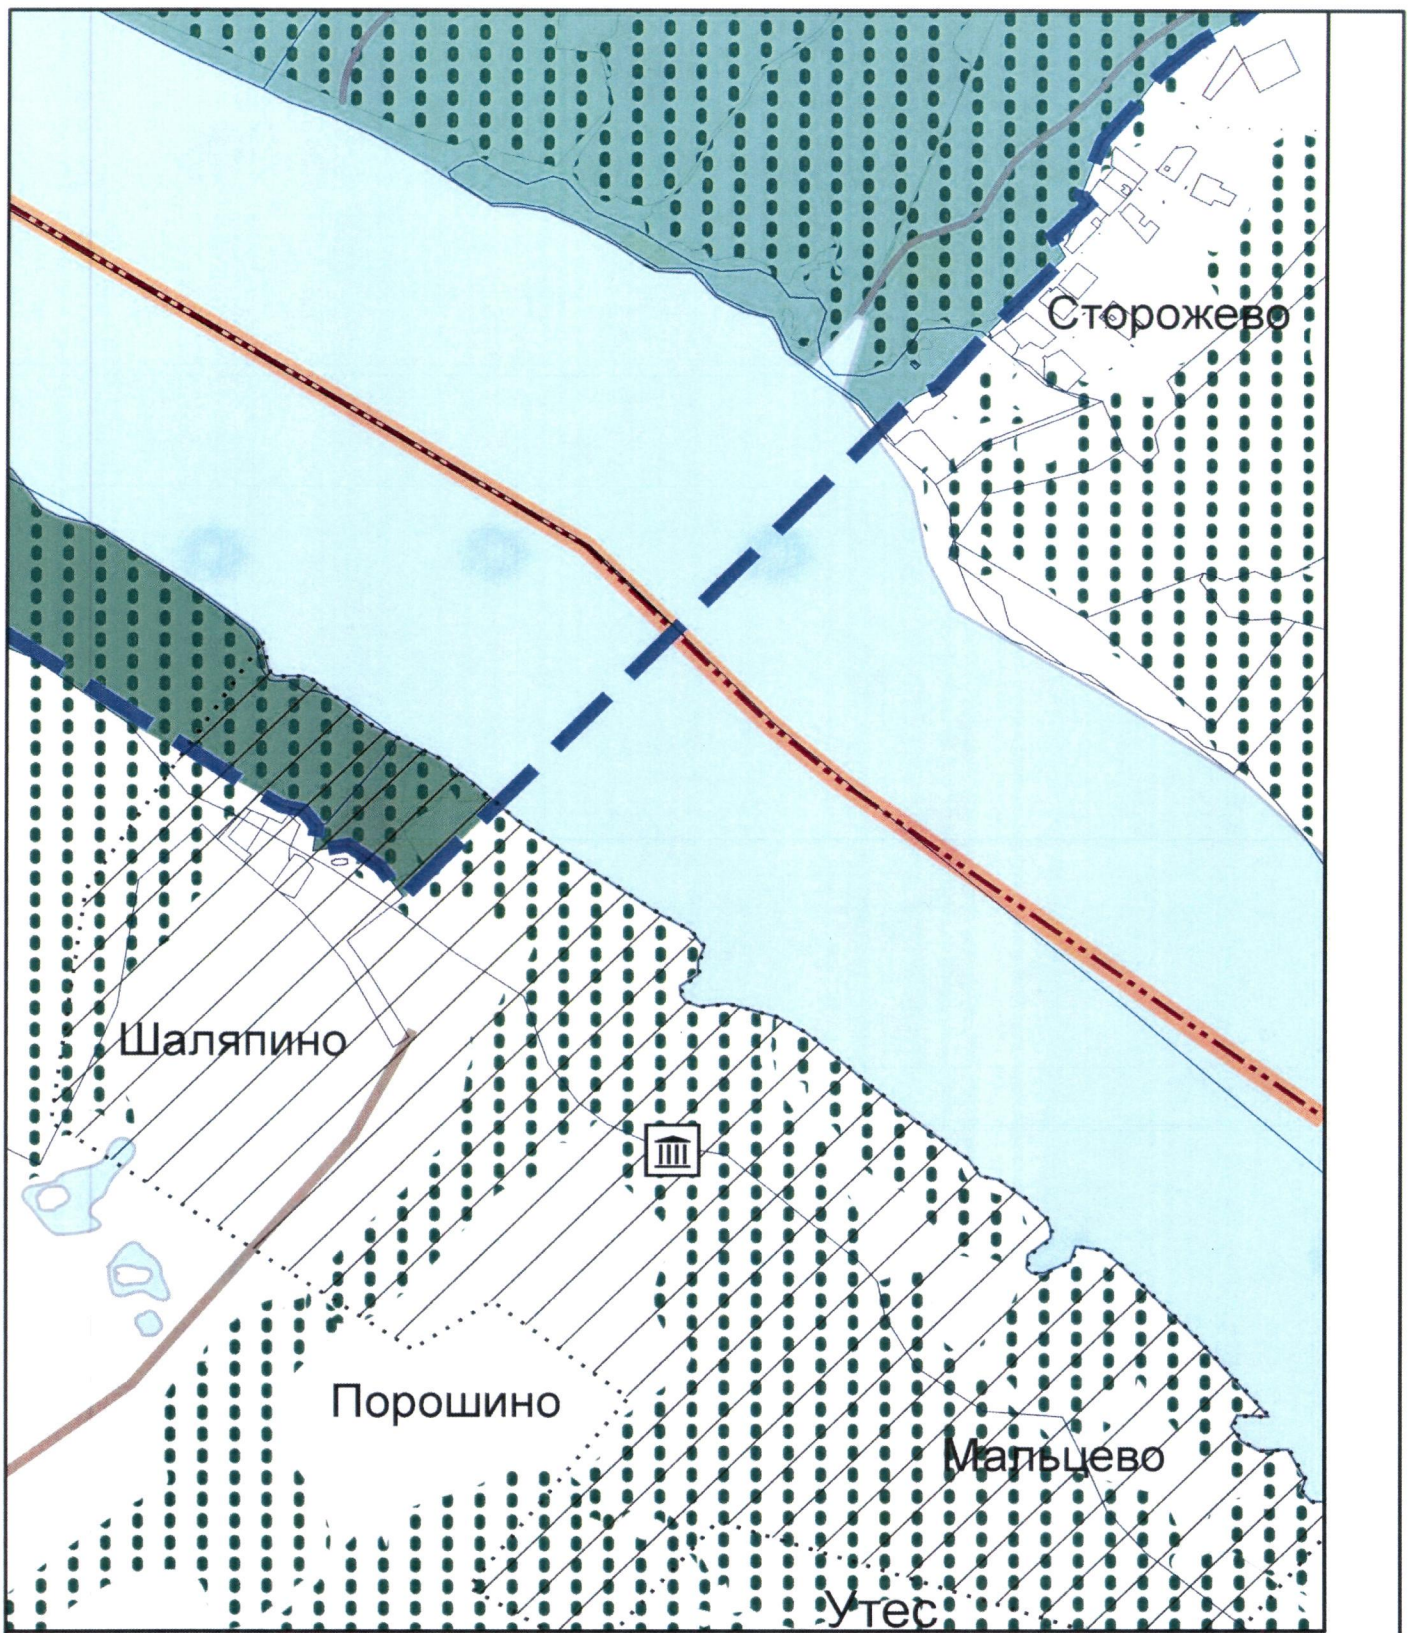 Сторожево
Шаляпино
Порошино
Мальцево
Утес